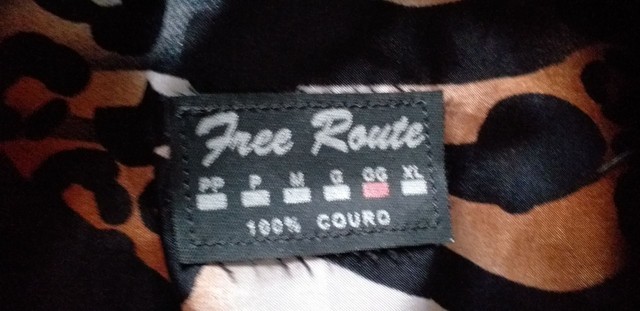 Free Route
PP P M G GG XL
100% COURO